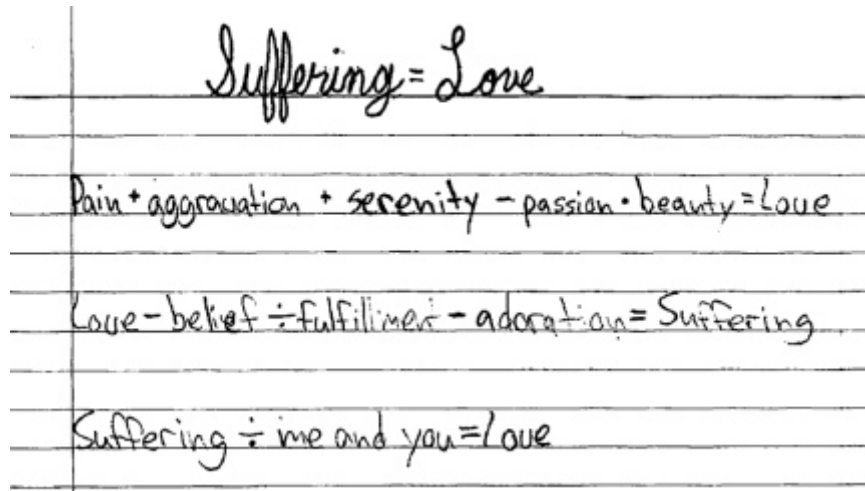 Suffering = Love
Pain + aggravation + serenity - passion · beauty = Love
Love - belief ÷ fulfillment - adoration = Suffering
Suffering ÷ me and you = Love